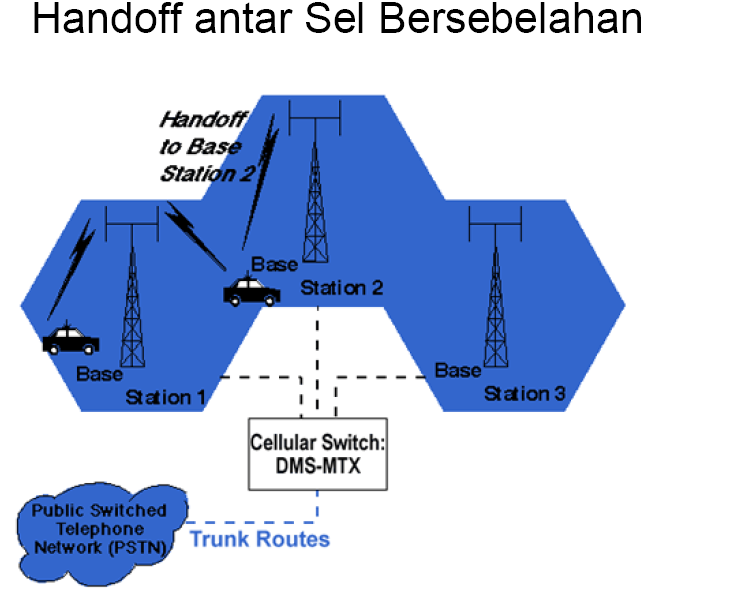 Handoff antar Sel Bersebelahan
Handoff
to Base
Station 2
Base
Station 2
Base
Station 1
Base
Station 3
Cellular Switch:
DMS-MTX
Public Switched
Telephone
Network (PSTN)
Trunk Routes